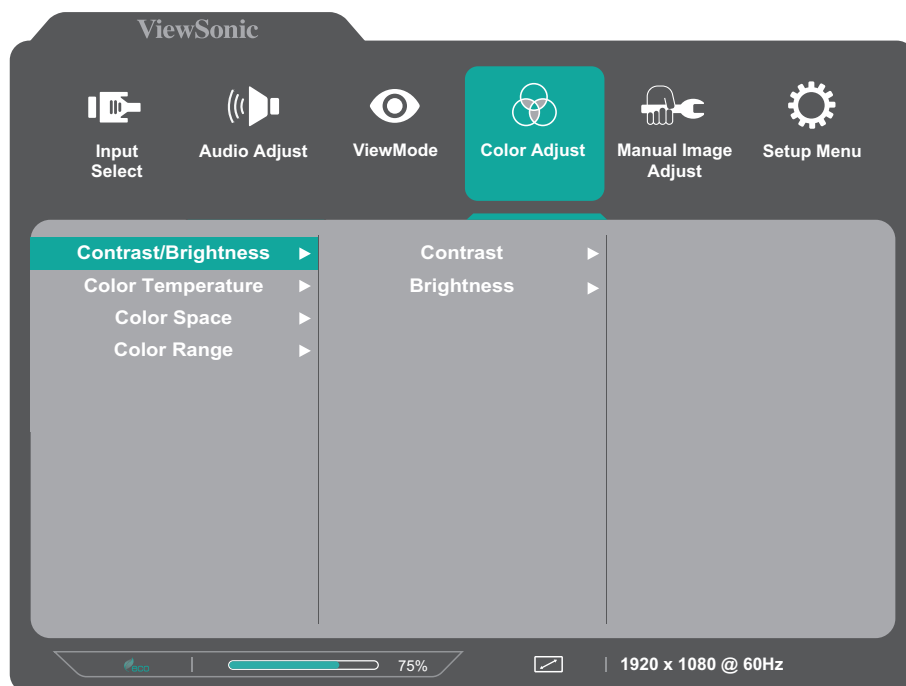 ViewSonic
Input
Select
Audio Adjust
ViewMode
Color Adjust
Manual Image
Adjust
Setup Menu
Contrast/Brightness
Color Temperature
Color Space
Color Range
Contrast
Brightness
ECO
75%
1920 x 1080 @ 60Hz